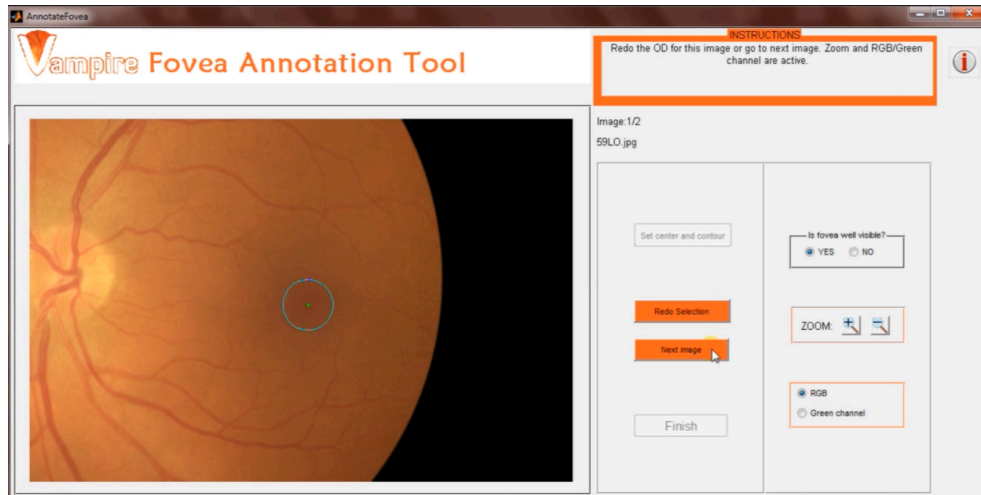 AnnotateFovea
Vampire Fovea Annotation Tool
INSTRUCTIONS
Redo the OD for this image or go to next image. Zoom and RGB/Green
channel are active.
Image:1/2
59LO.jpg
Set center and contour
Redo Selection
Next image
Finish
Is fovea well visible?
YES NO
ZOOM:
RGB
Green channel